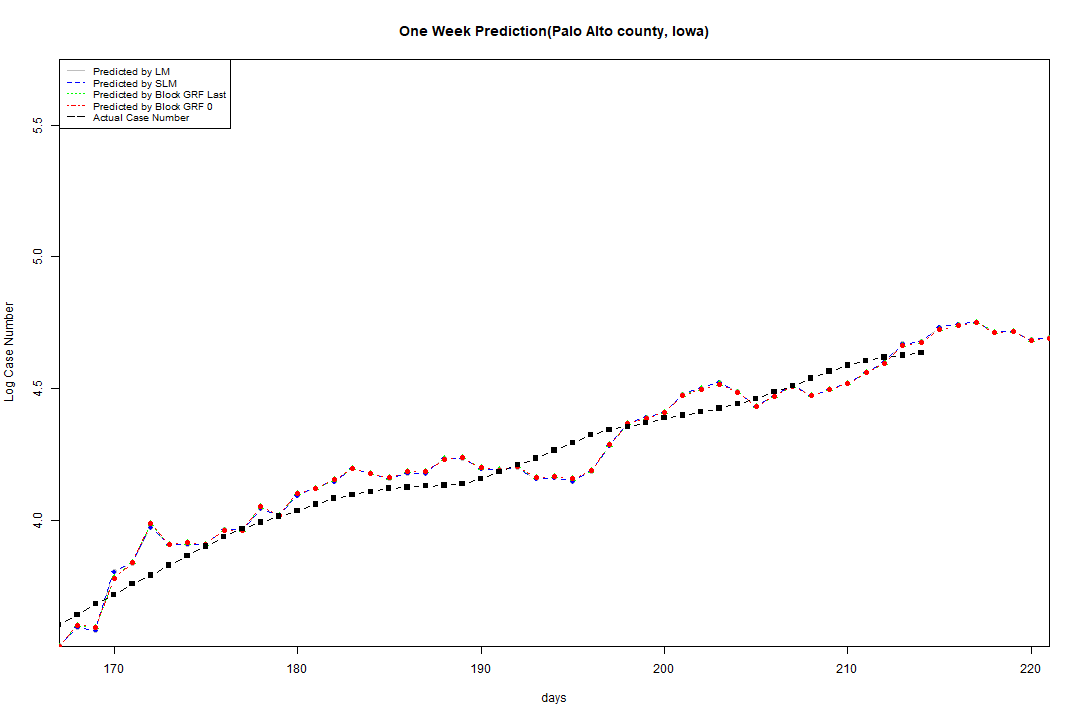 One Week Prediction(Palo Alto county, Iowa)
Predicted by LM
Predicted by SLM
Predicted by Block GRF Last
Predicted by Block GRF 0
Actual Case Number
5.5
5.0
4.5
4.0
Log Case Number
170 180 190 200 210 220
days